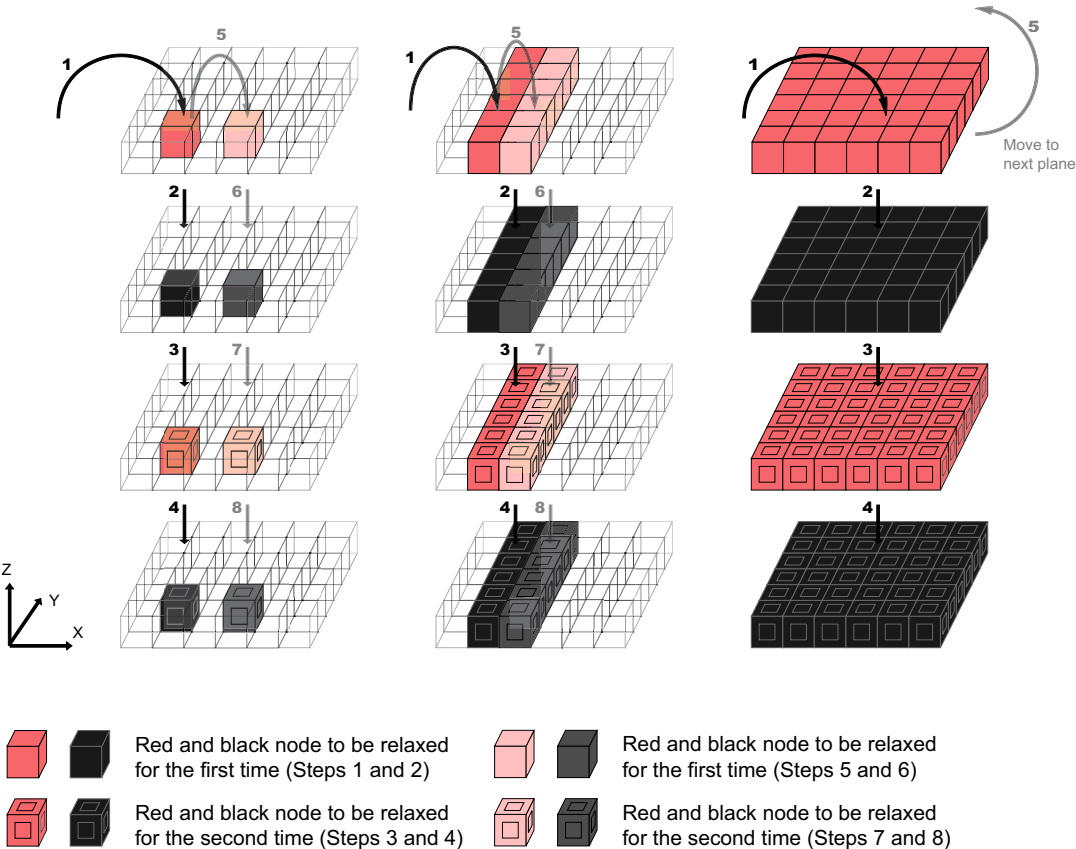 5 5 5
1 1 1
Move to
next plane
2 6 2 6 2
3 7 3 7 3
4 8 4 8 4
Z
Y
X
Red and black node to be relaxed
for the first time (Steps 1 and 2)
Red and black node to be relaxed
for the first time (Steps 5 and 6)
Red and black node to be relaxed
for the second time (Steps 3 and 4)
Red and black node to be relaxed
for the second time (Steps 7 and 8)